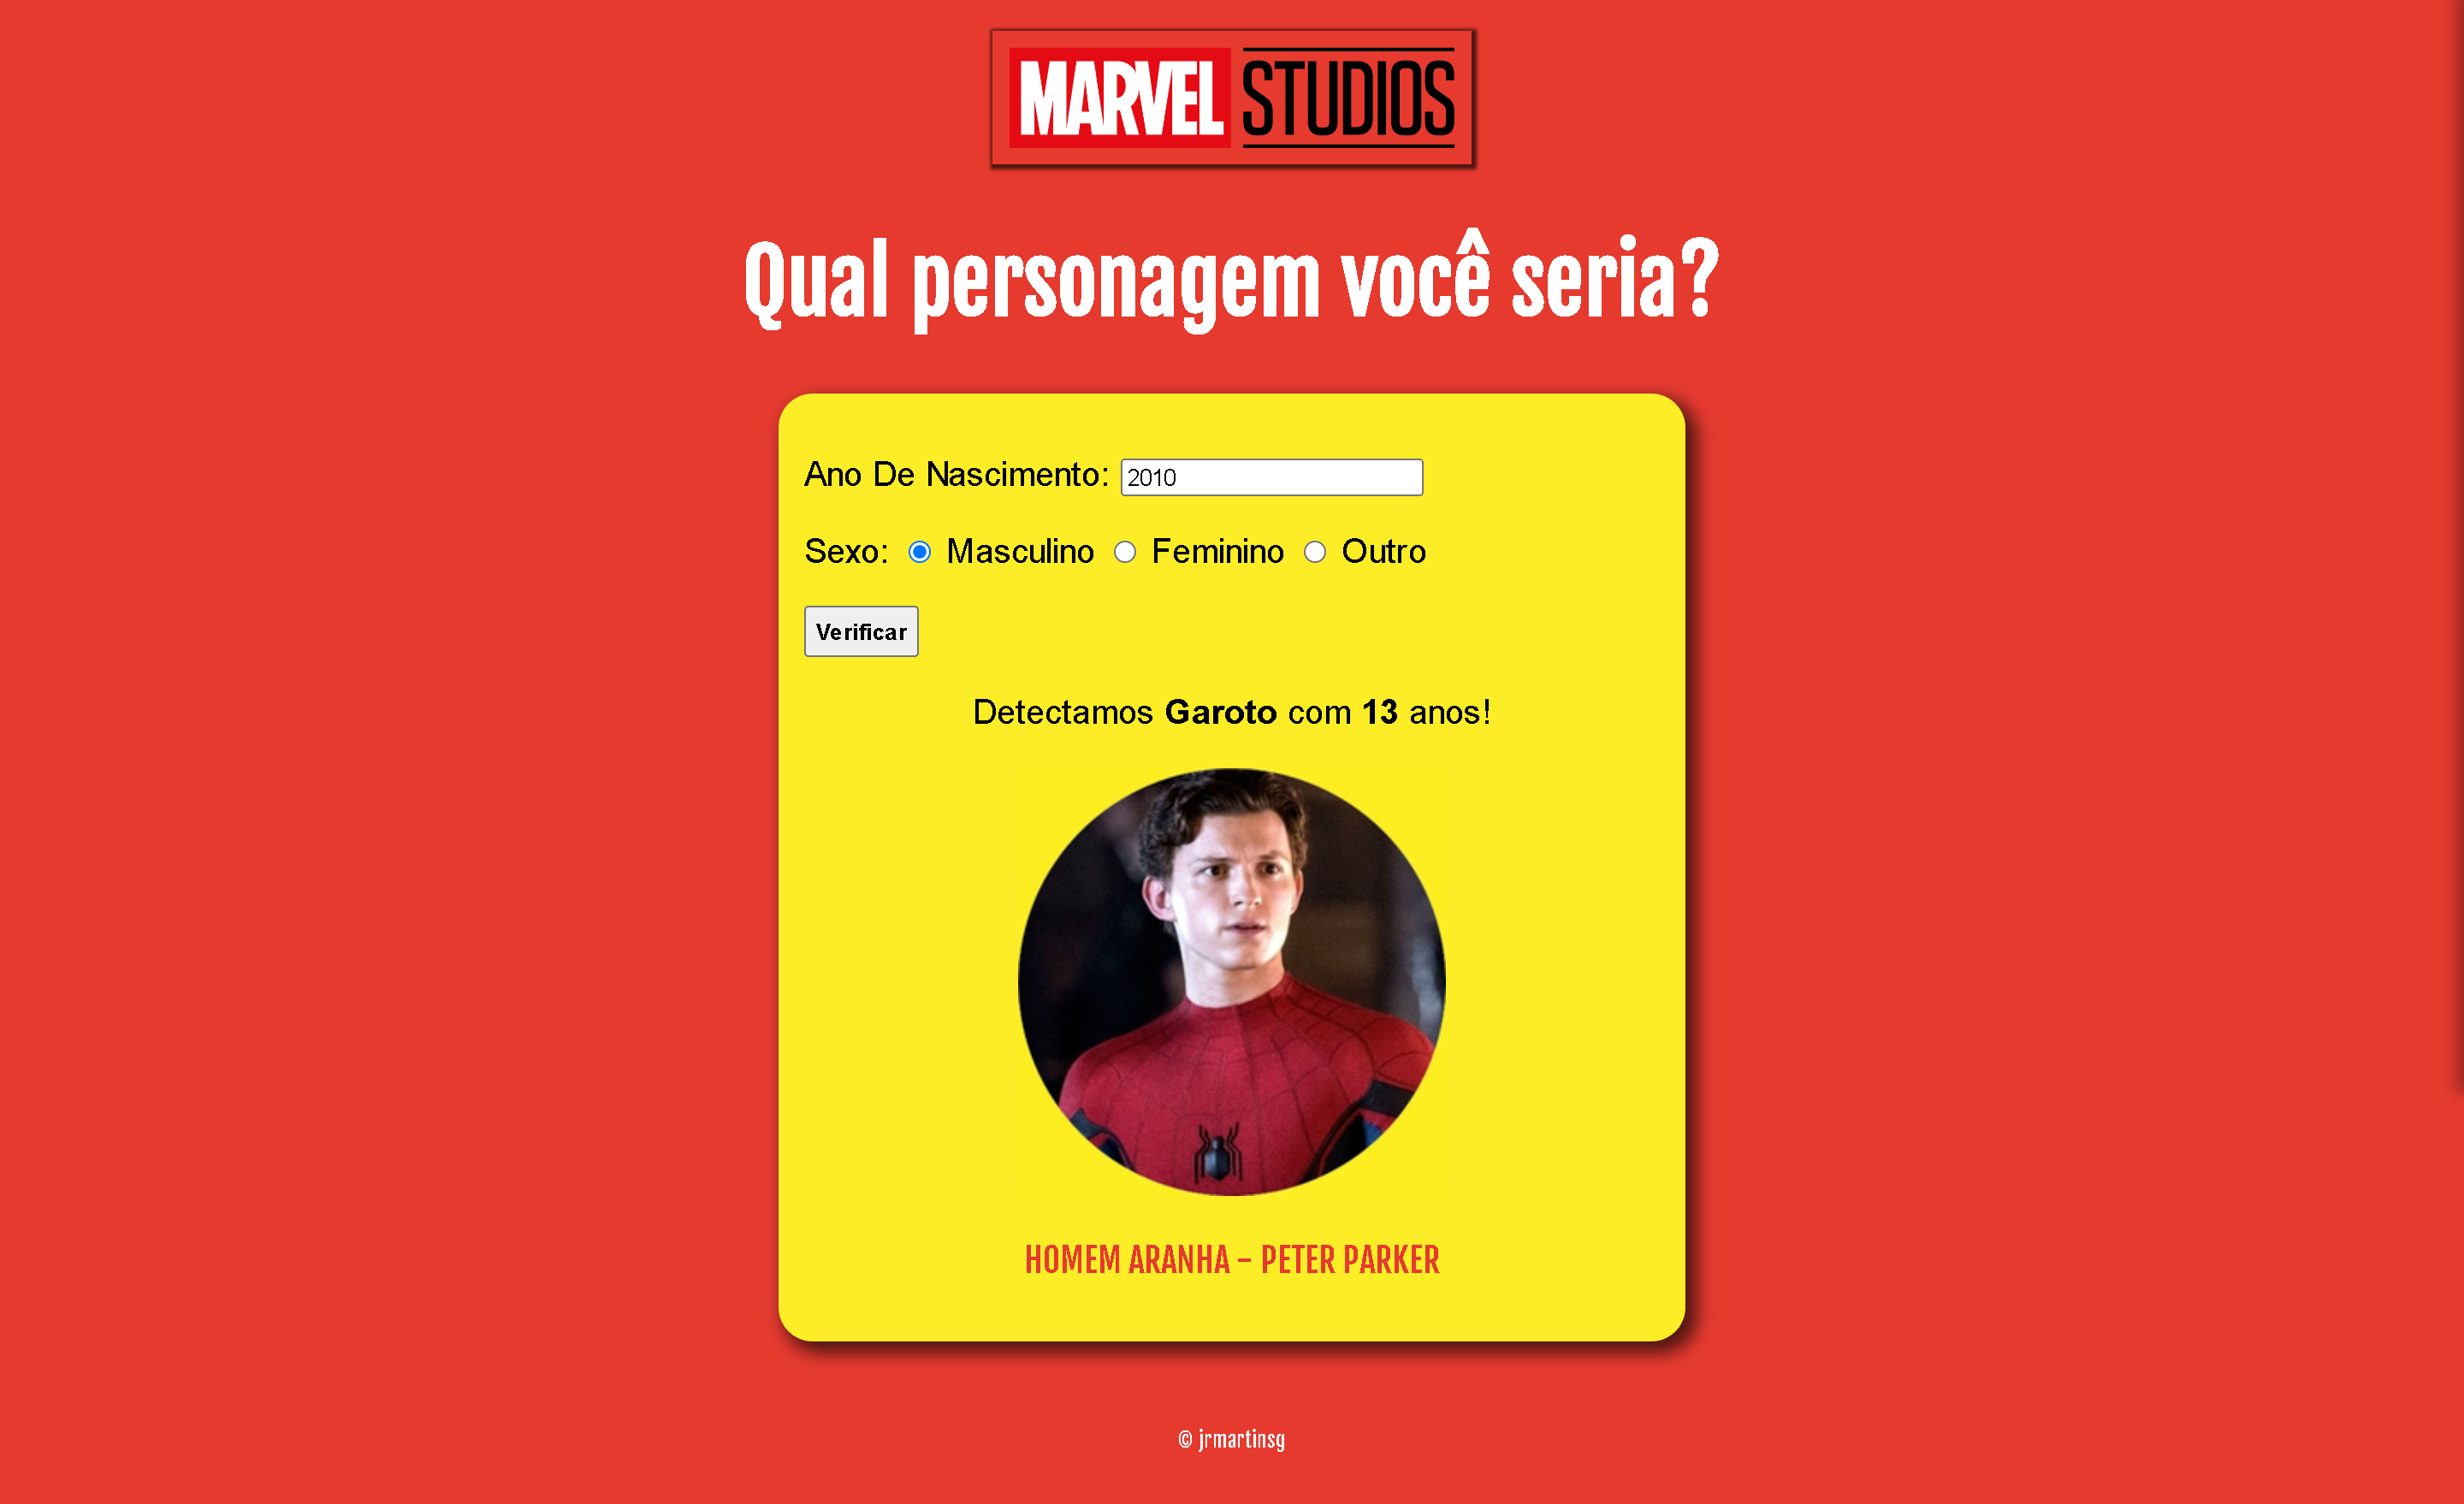 MARVEL STUDIOS
Qual personagem você seria?
Ano De Nascimento: 2010
Sexo: Masculino Feminino Outro
Verificar
Detectamos Garoto com 13 anos!
HOMEM ARANHA - PETER PARKER
© jrmartinsg